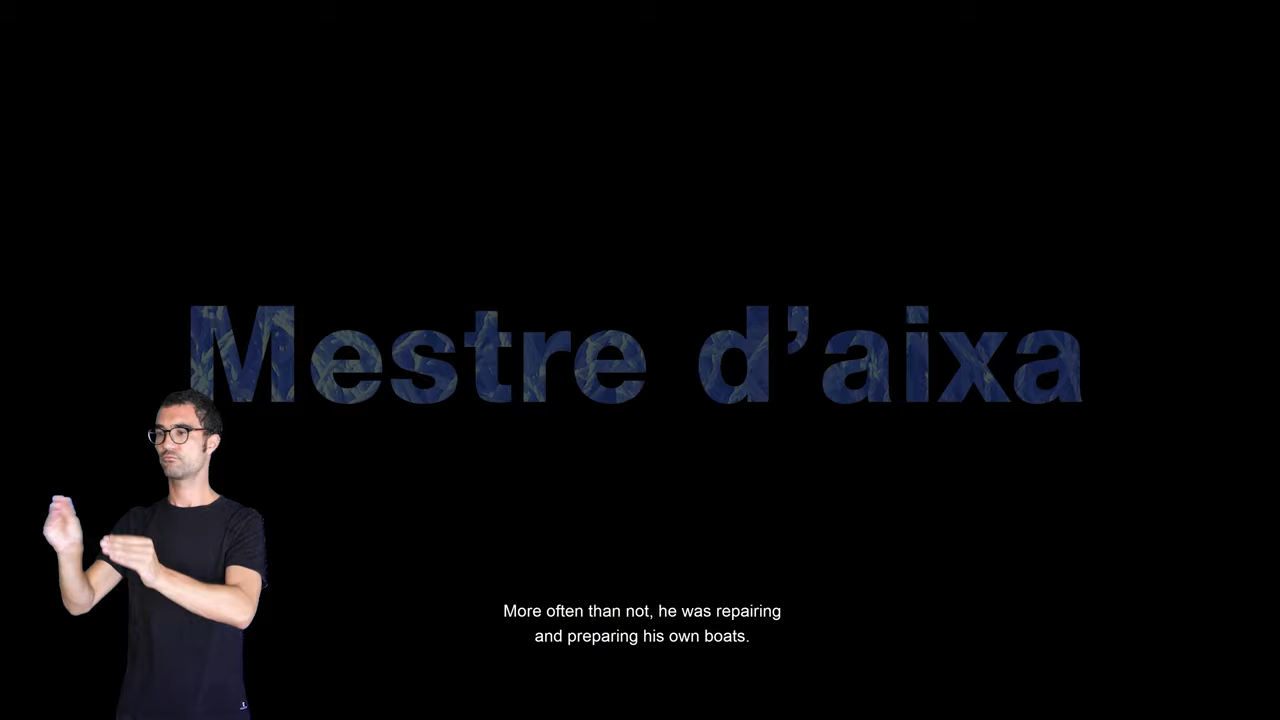 Mestre d’aixa
More often than not, he was repairing
and preparing his own boats.